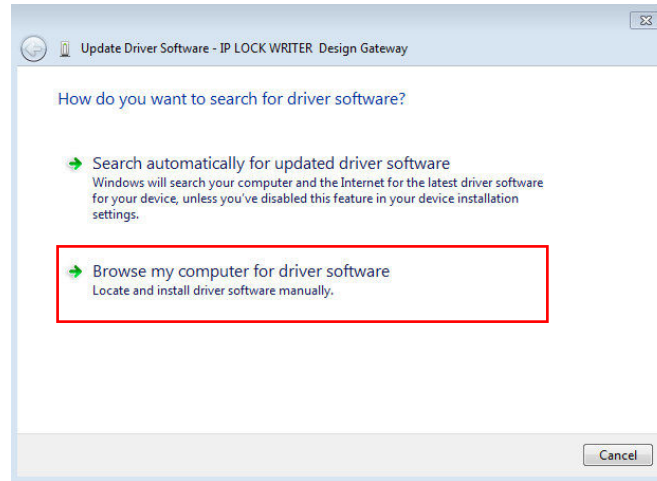 Update Driver Software - IP LOCK WRITER Design Gateway
How do you want to search for driver software?
Search automatically for updated driver software
Windows will search your computer and the Internet for the latest driver software
for your device, unless you've disabled this feature in your device installation
settings.
Browse my computer for driver software
Locate and install driver software manually.
Cancel